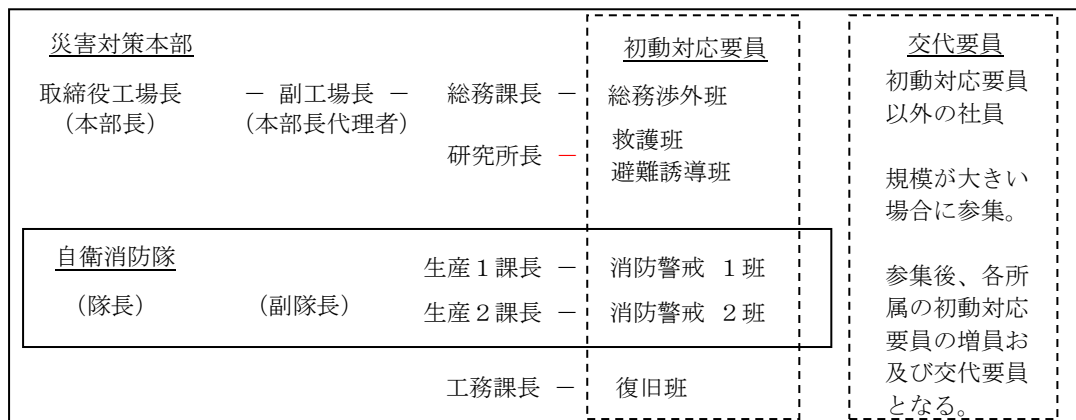 災害対策本部
初動対応要員
交代要員
取締役工場長 － 副工場長 － 総務課長 － 総務渉外班
（本部長） （本部長代理者）
研究所長 － 救護班
避難誘導班
自衛消防隊
生産１課長 － 消防警戒 １班
（隊長） （副隊長） 生産２課長 － 消防警戒 ２班
工務課長 － 復旧班
初動対応要員
以外の社員
規模が大きい
場合に参集。
参集後、各所
属の初動対応
要員の増員お
及び交代要員
となる。